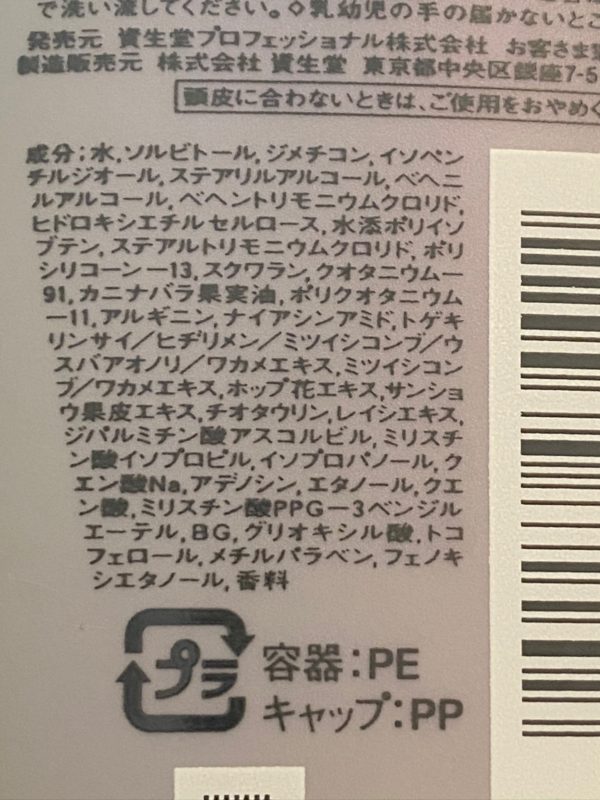 で洗い流してください。◇乳幼児の手の届かないとこ
発売元 資生堂プロフェッショナル株式会社 お客さま
製造販売元 株式会社 資生堂 東京都中央区銀座7-5
頭皮に合わないときは、ご使用をおやめく
成分：水,ソルビトール,ジメチコン,イソペン
チルジオール,ステアリルアルコール,ベヘニ
ルアルコール,ベヘントリモニウムクロリド,
ヒドロキシエチルセルロース,水添ポリイソ
ブテン,ステアルトリモニウムクロリド,ポリ
シリコーン－13,スクワラン,クオタニウム－
91,カニナバラ果実油,ポリクオタニウム
－11,アルギニン,ナイアシンアミド,トゲキ
リンサイ／ヒヂリメン／ミツイシコンブ／ウ
スバアオノリ／ワカメエキス,ミツイシコン
ブ／ワカメエキス,ホップ花エキス,サンショ
ウ果皮エキス,チオタウリン,レイシエキス,
ジパルミチン酸アスコルビル,ミリスチ
ン酸イソプロピル,イソプロパノール,ク
エン酸Na,アデノシン,エタノール,クエ
ン酸,ミリスチン酸PPG－3ベンジル
エーテル,BG,グリオキシル酸,トコ
フェロール,メチルパラベン,フェノキ
シエタノール,香料
プラ
容器：PE
キャップ：PP